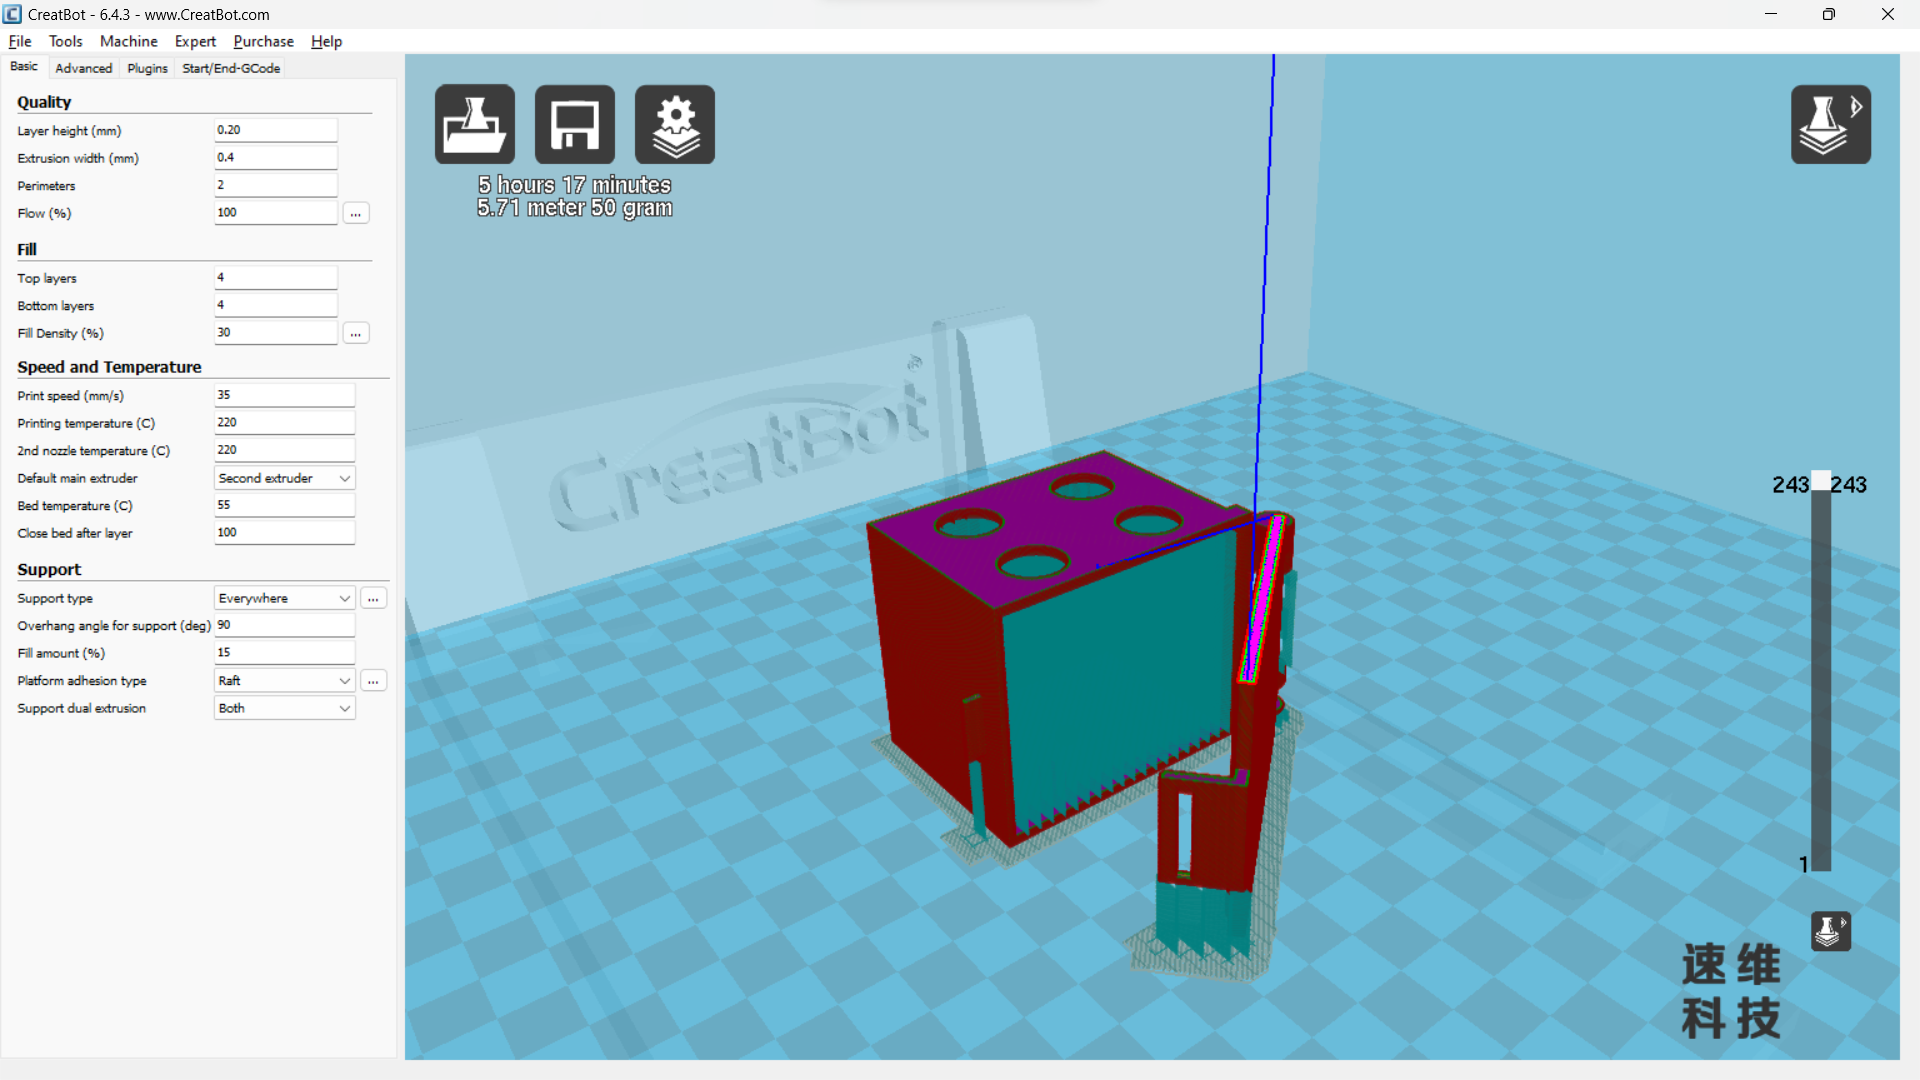 CreatBot - 6.4.3 - www.CreatBot.com
File Tools Machine Expert Purchase Help
Basic Advanced Plugins Start/End-GCode
Quality
Layer height (mm) 0.20
Extrusion width (mm) 0.4
Perimeters 2
Flow (%) 100 ...
Fill
Top layers 4
Bottom layers 4
Fill Density (%) 30 ...
Speed and Temperature
Print speed (mm/s) 35
Printing temperature (C) 220
2nd nozzle temperature (C) 220
Default main extruder Second extruder
Bed temperature (C) 55
Close bed after layer 100
Support
Support type Everywhere ...
Overhang angle for support (deg) 90
Fill amount (%) 15
Platform adhesion type Raft ...
Support dual extrusion Both
5 hours 17 minutes
5.71 meter 50 gram
CreatBot®
243 243
1
速维
科技